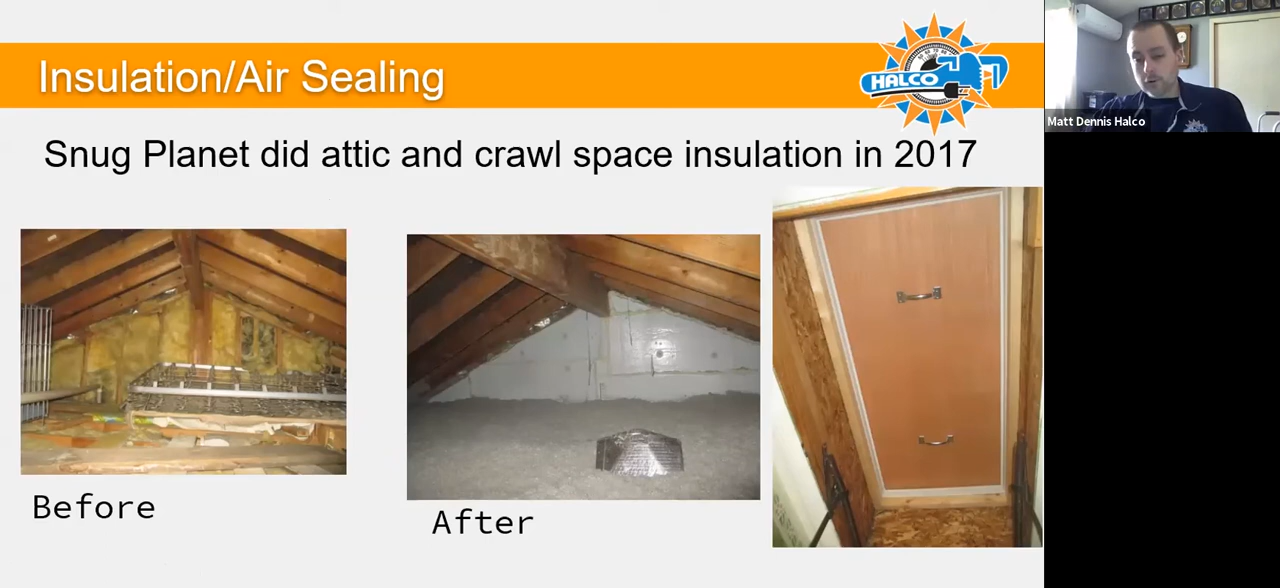 Insulation/Air Sealing
HALCO
Snug Planet did attic and crawl space insulation in 2017
Before
After
Matt Dennis Halco